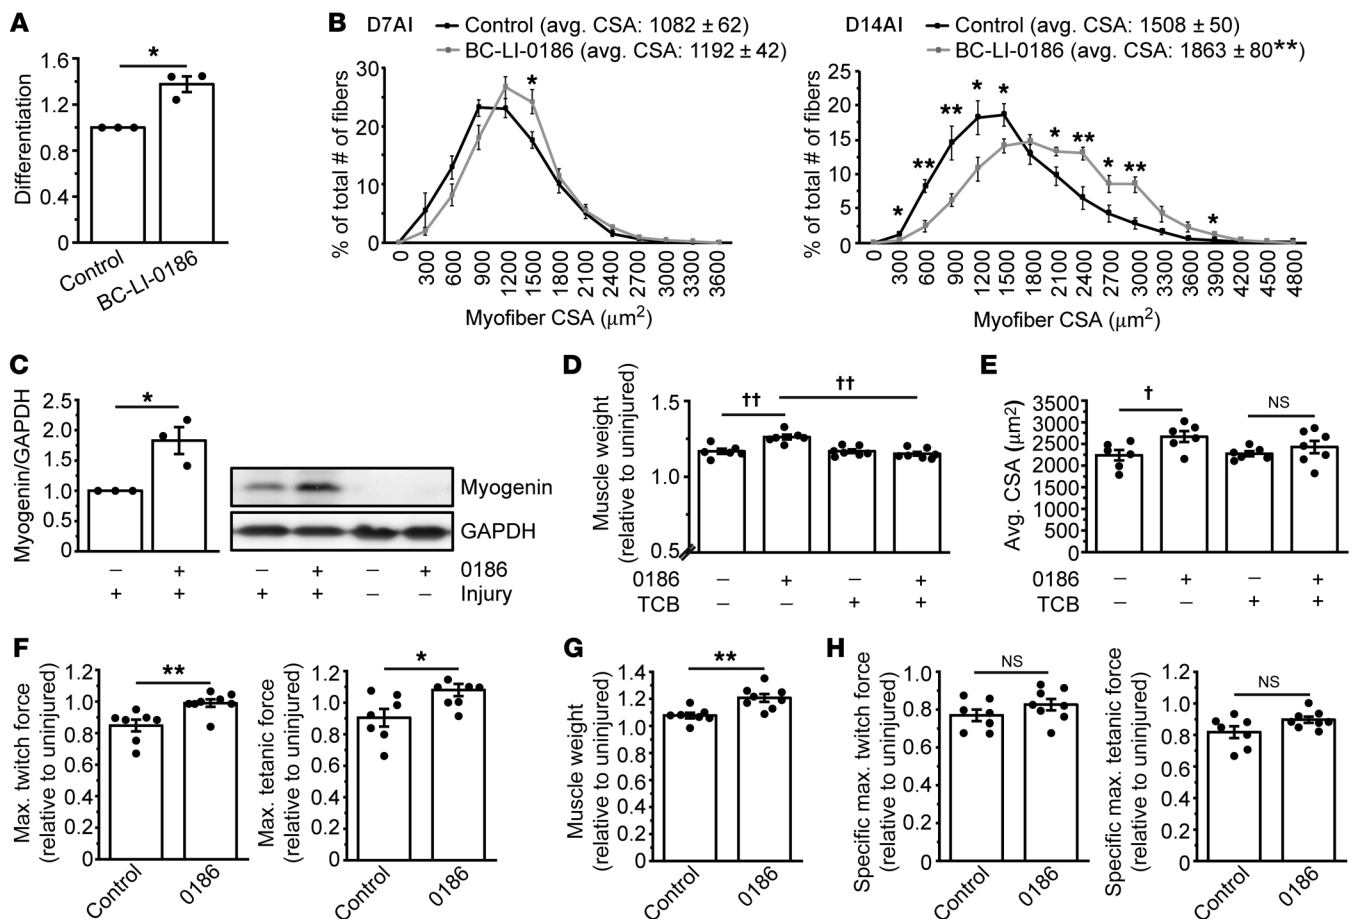 A
Differentiation
1.6
1.2
0.8
0.4
0
*
Control
BC-LI-0186
B
D7AI
Control (avg. CSA: 1082 ± 62)
BC-LI-0186 (avg. CSA: 1192 ± 42)
% of total # of fibers
30
20
10
0
*
0 300 600 900 1200 1500 1800 2100 2400 2700 3000 3300 3600
Myofiber CSA (μm²)
D14AI
Control (avg. CSA: 1508 ± 50)
BC-LI-0186 (avg. CSA: 1863 ± 80**)
% of total # of fibers
25
20
15
10
5
0
* ** ** * * * ** * ** *
0 300 600 900 1200 1500 1800 2100 2400 2700 3000 3300 3600 3900 4200 4500 4800
Myofiber CSA (μm²)
C
Myogenin/GAPDH
2.5
2.0
1.5
1.0
0.5
0
*
Myogenin
GAPDH
– + – + – + 0186
+ + + + – – Injury
D
Muscle weight
(relative to uninjured)
1.5
1.0
0.5
††
††
0186 – + – +
TCB – – + +
E
Avg. CSA (μm²)
3500
3000
2500
2000
1500
1000
500
0
†
NS
0186 – + – +
TCB – – + +
F
Max. twitch force
(relative to uninjured)
1.2
1.0
0.8
0.6
0.4
0.2
0
**
Control
0186
Max. tetanic force
(relative to uninjured)
1.2
1.0
0.8
0.6
0.4
0.2
0
*
Control
0186
G
Muscle weight
(relative to uninjured)
1.4
1.2
1.0
0.8
0.6
0.4
0.2
0
**
Control
0186
H
Specific max. twitch force
(relative to uninjured)
1.0
0.8
0.6
0.4
0.2
0
NS
Control
0186
Specific max. tetanic force
(relative to uninjured)
1.2
1.0
0.8
0.6
0.4
0.2
0
NS
Control
0186